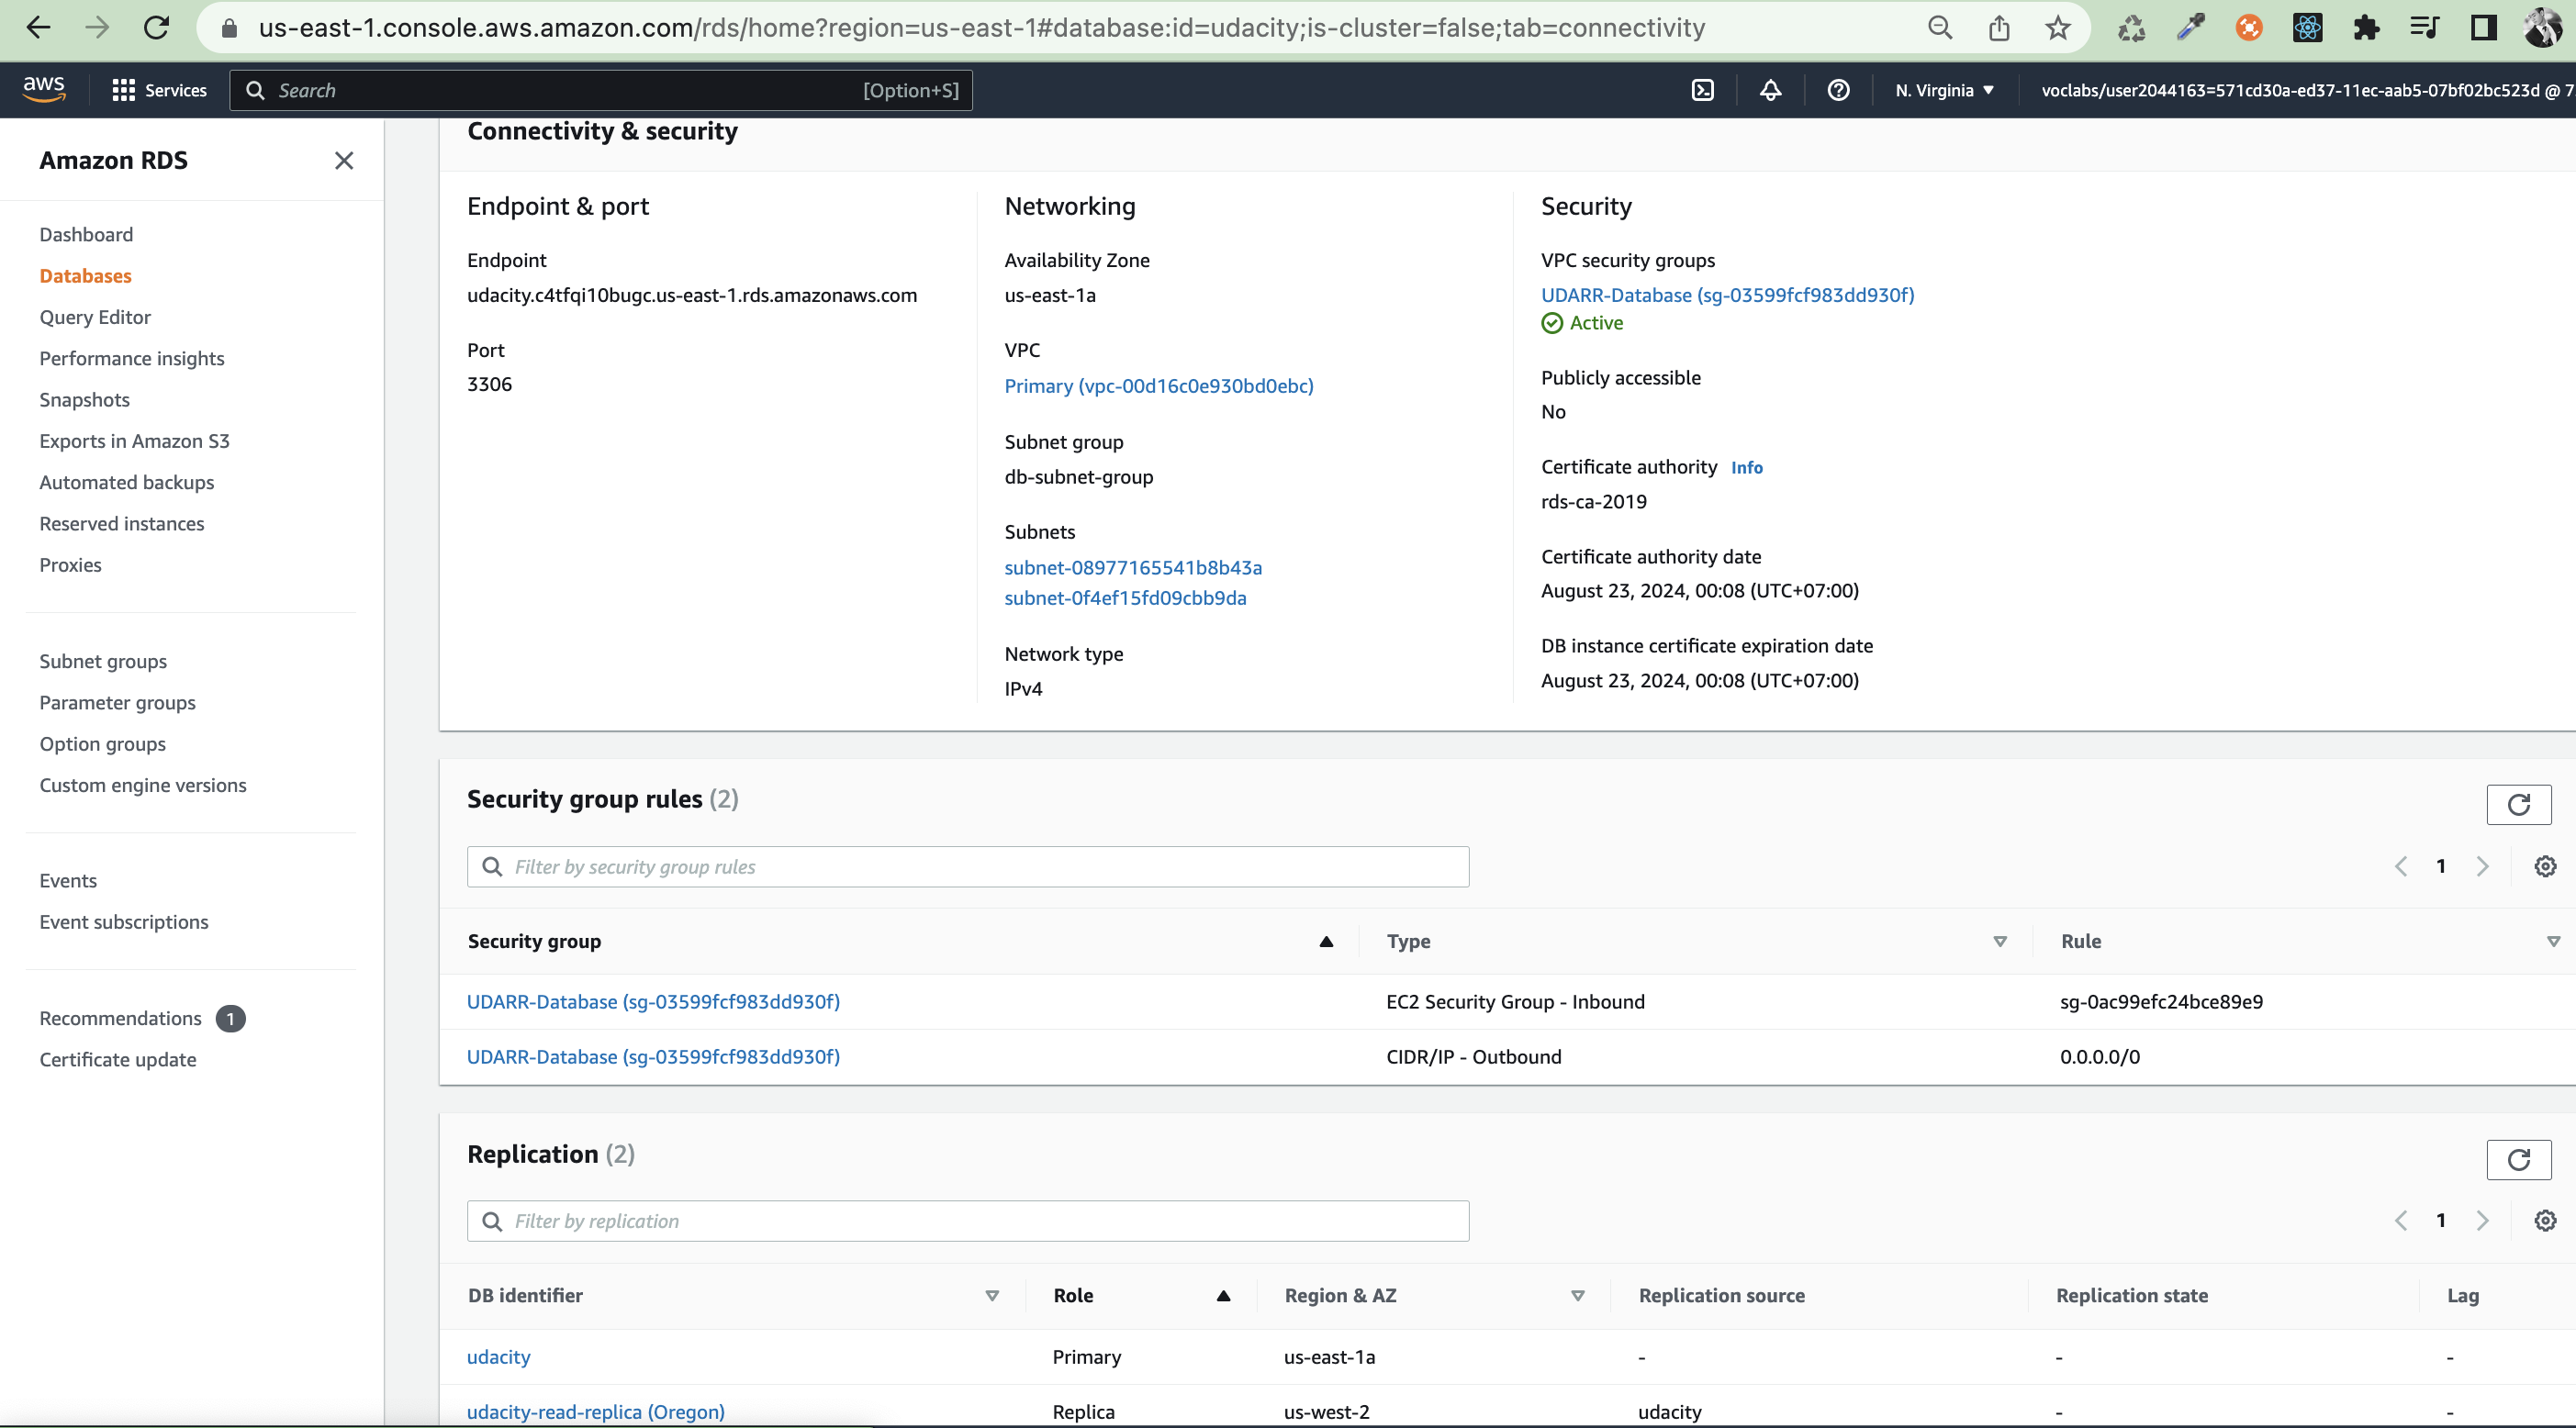 us-east-1.console.aws.amazon.com/rds/home?region=us-east-1#database:id=udacity;is-cluster=false;tab=connectivity
aws
Services
Search
[Option+S]
N. Virginia
voclabs/user2044163=571cd30a-ed37-11ec-aab5-07bf02bc523d @ 7
Amazon RDS
Dashboard
Databases
Query Editor
Performance insights
Snapshots
Exports in Amazon S3
Automated backups
Reserved instances
Proxies
Subnet groups
Parameter groups
Option groups
Custom engine versions
Events
Event subscriptions
Recommendations 1
Certificate update
Connectivity & security
Endpoint & port
Endpoint
udacity.c4tfqi10bugc.us-east-1.rds.amazonaws.com
Port
3306
Networking
Availability Zone
us-east-1a
VPC
Primary (vpc-00d16c0e930bd0ebc)
Subnet group
db-subnet-group
Subnets
subnet-08977165541b8b43a
subnet-0f4ef15fd09cbb9da
Network type
IPv4
Security
VPC security groups
UDARR-Database (sg-03599fcf983dd930f)
Active
Publicly accessible
No
Certificate authority Info
rds-ca-2019
Certificate authority date
August 23, 2024, 00:08 (UTC+07:00)
DB instance certificate expiration date
August 23, 2024, 00:08 (UTC+07:00)
Security group rules (2)
Filter by security group rules
1
Security group Type Rule
UDARR-Database (sg-03599fcf983dd930f) EC2 Security Group - Inbound sg-0ac99efc24bce89e9
UDARR-Database (sg-03599fcf983dd930f) CIDR/IP - Outbound 0.0.0.0/0
Replication (2)
Filter by replication
1
DB identifier Role Region & AZ Replication source Replication state Lag
udacity Primary us-east-1a - - -
udacity-read-replica (Oregon) Replica us-west-2 udacity - -